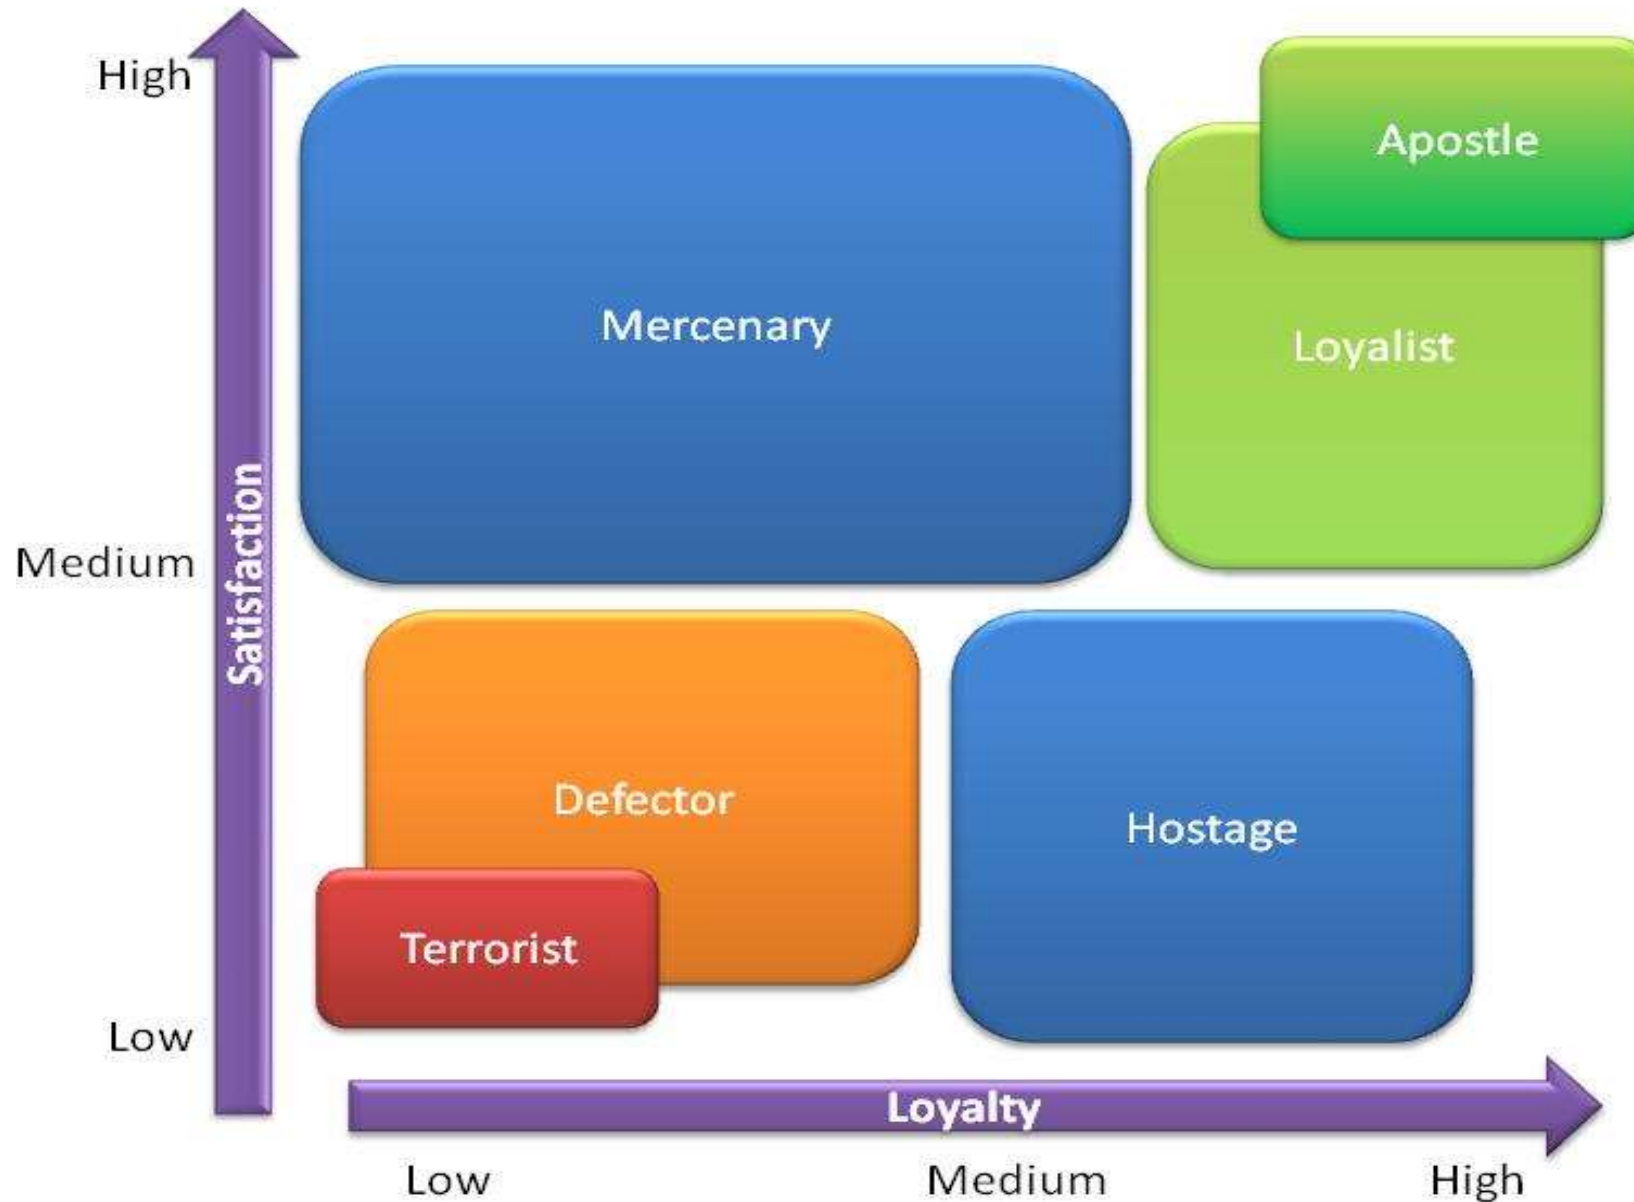 High
Apostle
Mercenary
Loyalist
Medium
Satisfaction
Defector
Hostage
Terrorist
Low
Loyalty
Low
Medium
High